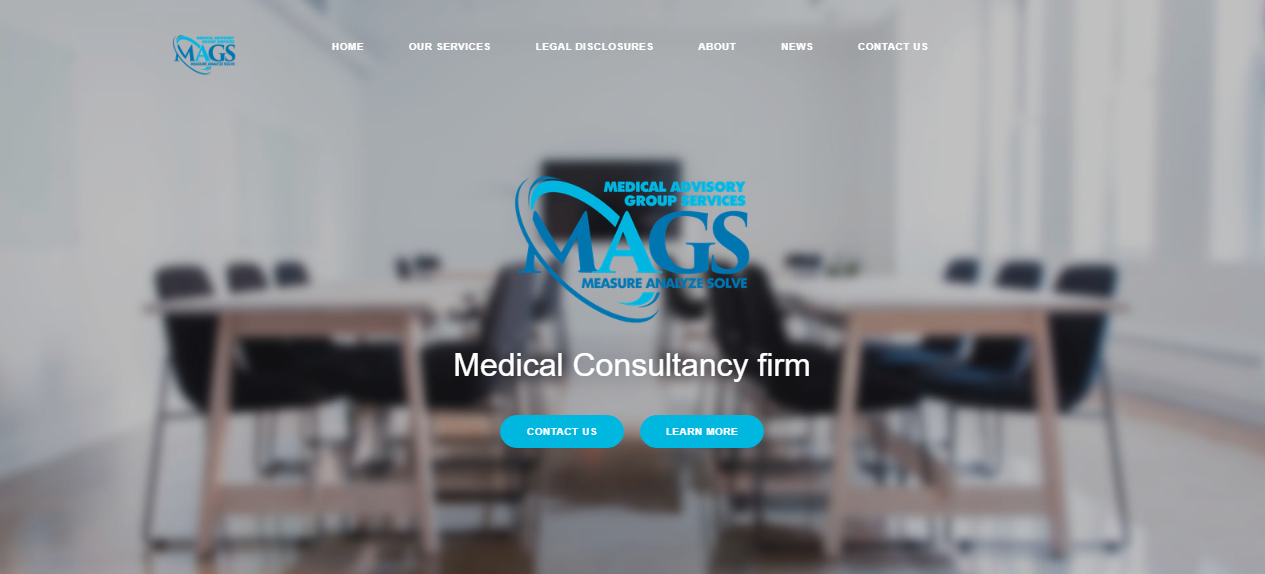 MEDICAL ADVISORY
GROUP SERVICES
MAGS
MEASURE ANALYZE SOLVE
HOME
OUR SERVICES
LEGAL DISCLOSURES
ABOUT
NEWS
CONTACT US
MEDICAL ADVISORY
GROUP SERVICES
MAGS
MEASURE ANALYZE SOLVE
Medical Consultancy firm
CONTACT US
LEARN MORE